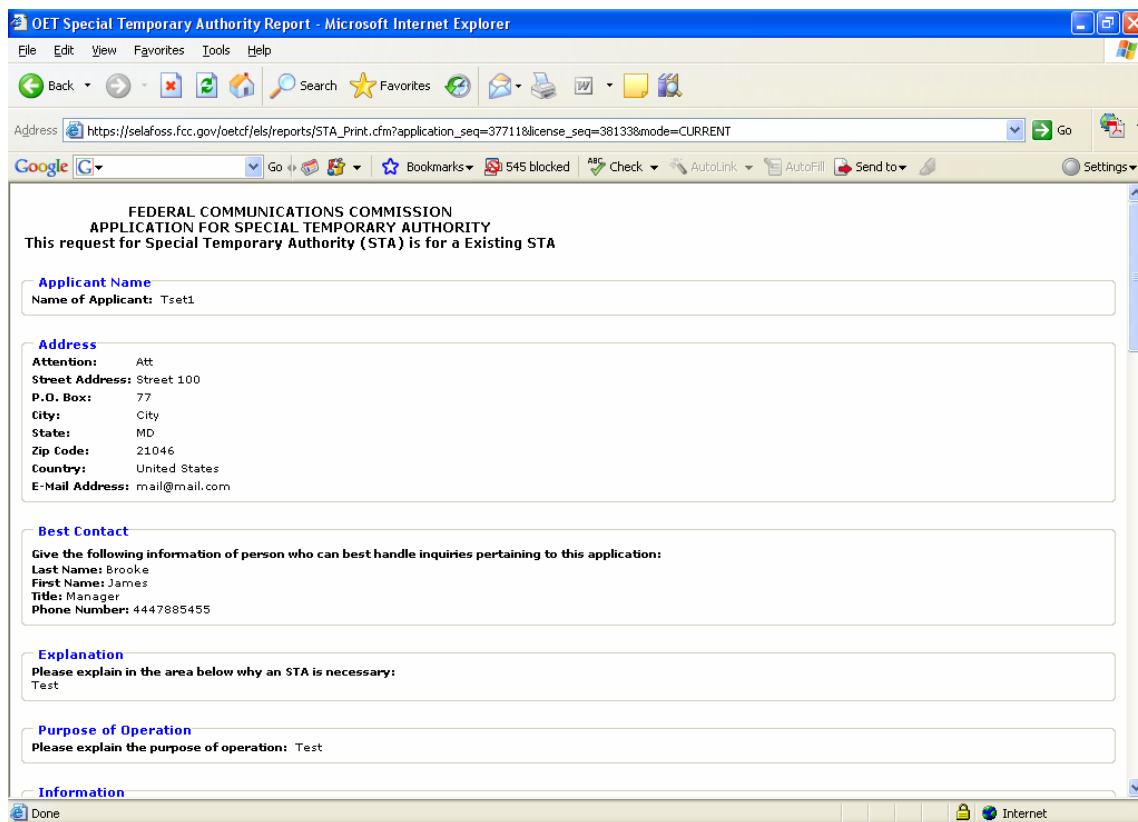 OET Special Temporary Authority Report - Microsoft Internet Explorer
File Edit View Favorites Tools Help
Back Search Favorites
Address https://selafoss.fcc.gov/oetcf/els/reports/STA_Print.cfm?application_seq=37711&license_seq=38133&mode=CURRENT Go
Google G Go Bookmarks 545 blocked ABC Check AutoLink AutoFill Send to Settings
FEDERAL COMMUNICATIONS COMMISSION
APPLICATION FOR SPECIAL TEMPORARY AUTHORITY
This request for Special Temporary Authority (STA) is for a Existing STA
Applicant Name
Name of Applicant: Tset1
Address
Attention: Att
Street Address: Street 100
P.O. Box: 77
City: City
State: MD
Zip Code: 21046
Country: United States
E-Mail Address: mail@mail.com
Best Contact
Give the following information of person who can best handle inquiries pertaining to this application:
Last Name: Brooke
First Name: James
Title: Manager
Phone Number: 4447885455
Explanation
Please explain in the area below why an STA is necessary:
Test
Purpose of Operation
Please explain the purpose of operation: Test
Information
Done Internet